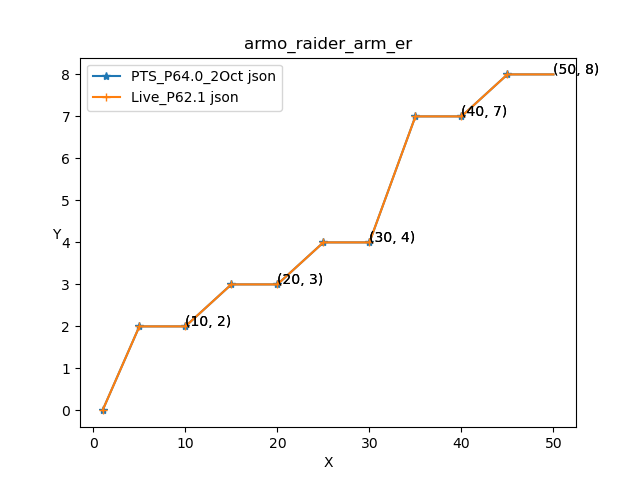 armo_raider_arm_er
PTS_P64.0_2Oct json
Live_P62.1 json
8
7
6
5
4
3
2
1
0
Y
(50, 8)
(40, 7)
(30, 4)
(20, 3)
(10, 2)
0 10 20 30 40 50
X